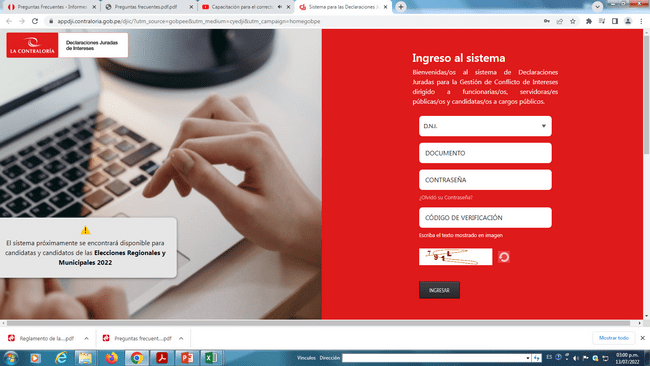 Preguntas Frecuentes - Informa
Preguntas frecuentes.pdf.pdf
Capacitación para el correct
Sistema para las Declaraciones J
appdji.contraloria.gob.pe/djic/?utm_source=gobpee&utm_medium=cyedji&utm_campaign=homegobpe
LA CONTRALORÍA
Declaraciones Juradas
de Intereses
Ingreso al sistema
Bienvenidas/os al sistema de Declaraciones
Juradas para la Gestión de Conflicto de Intereses
dirigido a funcionarias/os, servidoras/es
públicas/os y candidatas/os a cargos públicos.
D.N.I.
DOCUMENTO
CONTRASEÑA
¿Olvidó su Contraseña?
CÓDIGO DE VERIFICACIÓN
Escriba el texto mostrado en imagen
INGRESAR
El sistema próximamente se encontrará disponible para
candidatas y candidatos de las Elecciones Regionales y
Municipales 2022
Reglamento de la....pdf
Preguntas frecuent....pdf
Mostrar todo
Vínculos Dirección
ES
03:00 p.m.
13/07/2022